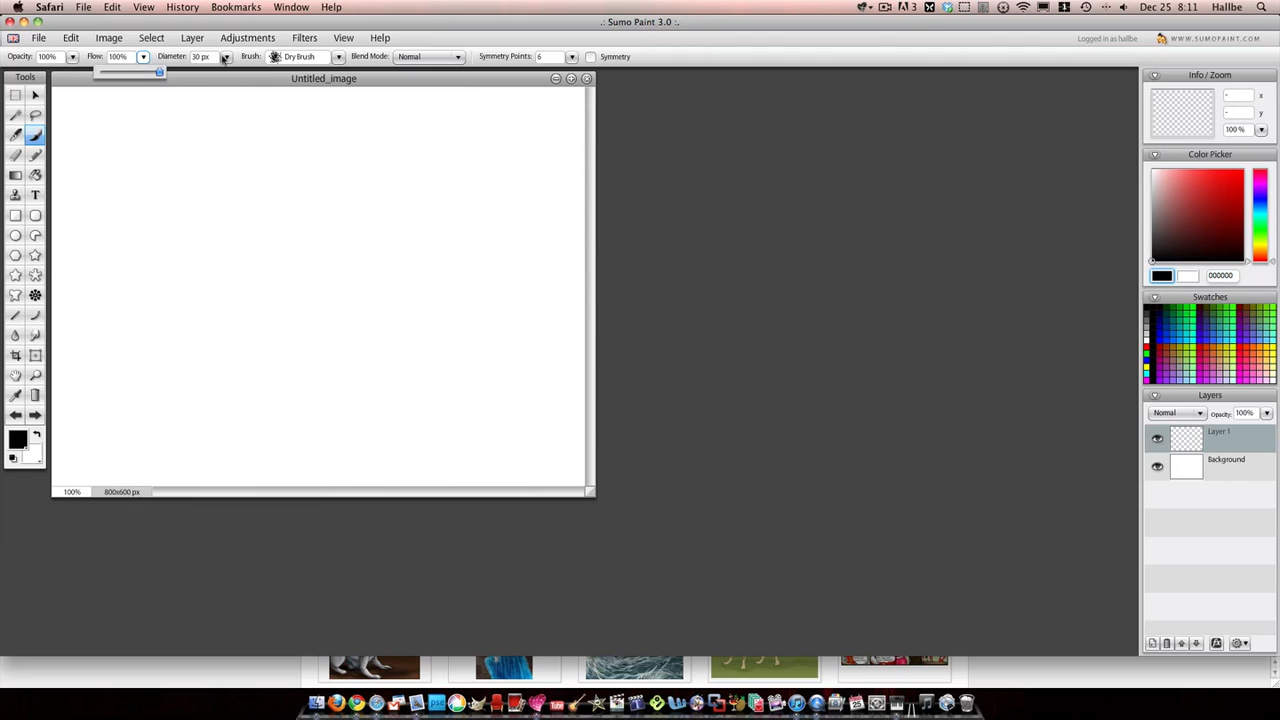 Safari File Edit View History Bookmarks Window Help 3 Dec 25 8:11 Hallbe
.: Sumo Paint 3.0 :.
File Edit Image Select Layer Adjustments Filters View Help Logged in as hallbe WWW.SUMOPAINT.COM
Opacity: 100% Flow: 100% Diameter: 30 px Brush: Dry Brush Blend Mode: Normal Symmetry Points: 6 Symmetry
Tools
Untitled_image
Info / Zoom
- x
- y
100 %
Color Picker
T
000000
Swatches
Layers
Normal Opacity: 100%
Layer 1
Background
100% 800x600 px